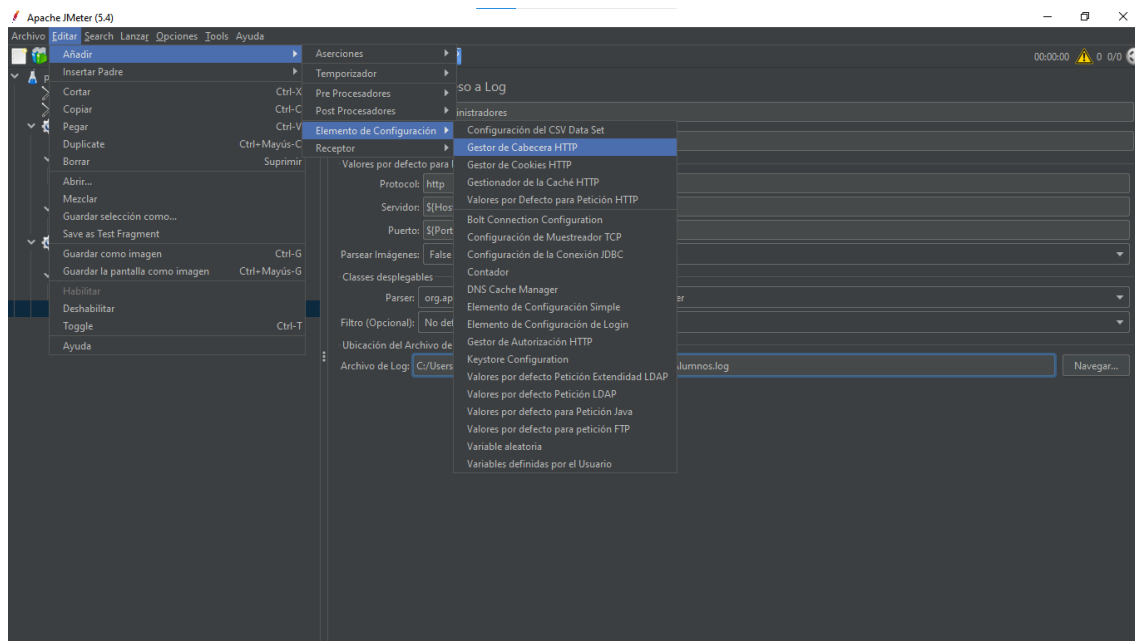 Apache JMeter (5.4)
Archivo Editar Search Lanzar Opciones Tools Ayuda
00:00:00 0 0/0
Añadir
Insertar Padre
Cortar Ctrl-X
Copiar Ctrl-C
Pegar Ctrl-V
Duplicate Ctrl+Mayús-C
Borrar Suprimir
Abrir...
Mezclar
Guardar selección como...
Save as Test Fragment
Guardar como imagen Ctrl-G
Guardar la pantalla como imagen Ctrl+Mayús-G
Habilitar
Deshabilitar
Toggle Ctrl-T
Ayuda
Aserciones
Temporizador
Pre Procesadores
Post Procesadores
Elemento de Configuración
Receptor
Configuración del CSV Data Set
Gestor de Cabecera HTTP
Gestor de Cookies HTTP
Gestionador de la Caché HTTP
Valores por Defecto para Petición HTTP
Bolt Connection Configuration
Configuración de Muestreador TCP
Configuración de la Conexión JDBC
Contador
DNS Cache Manager
Elemento de Configuración Simple
Elemento de Configuración de Login
Gestor de Autorización HTTP
Keystore Configuration
Valores por defecto Petición Extendidad LDAP
Valores por defecto Petición LDAP
Valores por defecto para Petición Java
Valores por defecto para petición FTP
Variable aleatoria
Variables definidas por el Usuario
so a Log
inistradores
Valores por defecto para
Protocol: http
Servidor: ${Hos
Puerto: ${Port
Parsear Imágenes: False
Classes desplegables
Parser: org.ap er
Filtro (Opcional): No def
Ubicación del Archivo de
Archivo de Log: C:/Users lumnos.log Navegar...